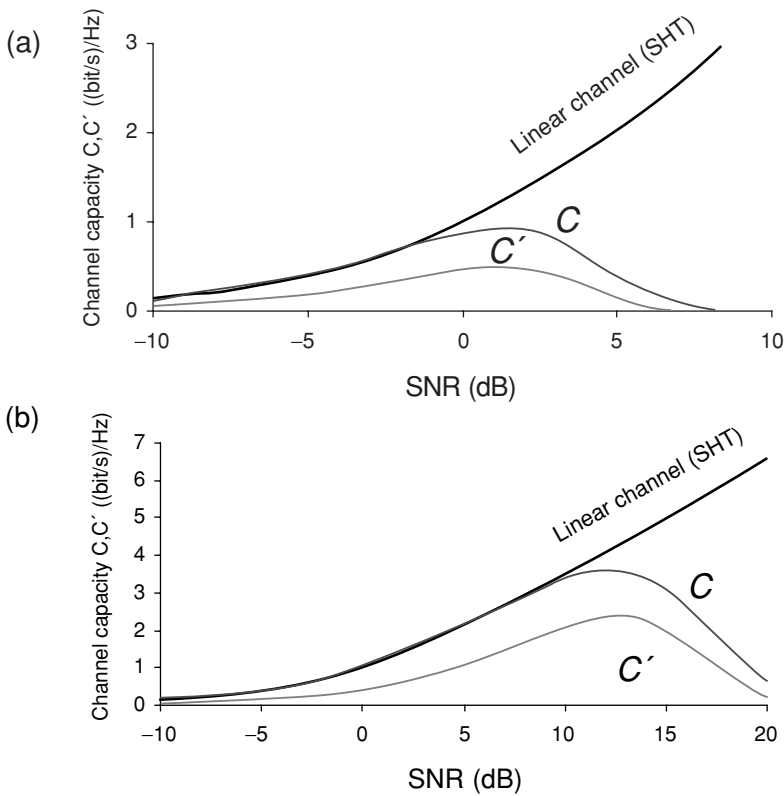 (a)
Channel capacity C,C´ ((bit/s)/Hz)
3
2
1
0
−10
−5
0
5
10
SNR (dB)
Linear channel (SHT)
C
C´
(b)
Channel capacity C,C´ ((bit/s)/Hz)
7
6
5
4
3
2
1
0
−10
−5
0
5
10
15
20
SNR (dB)
Linear channel (SHT)
C
C´